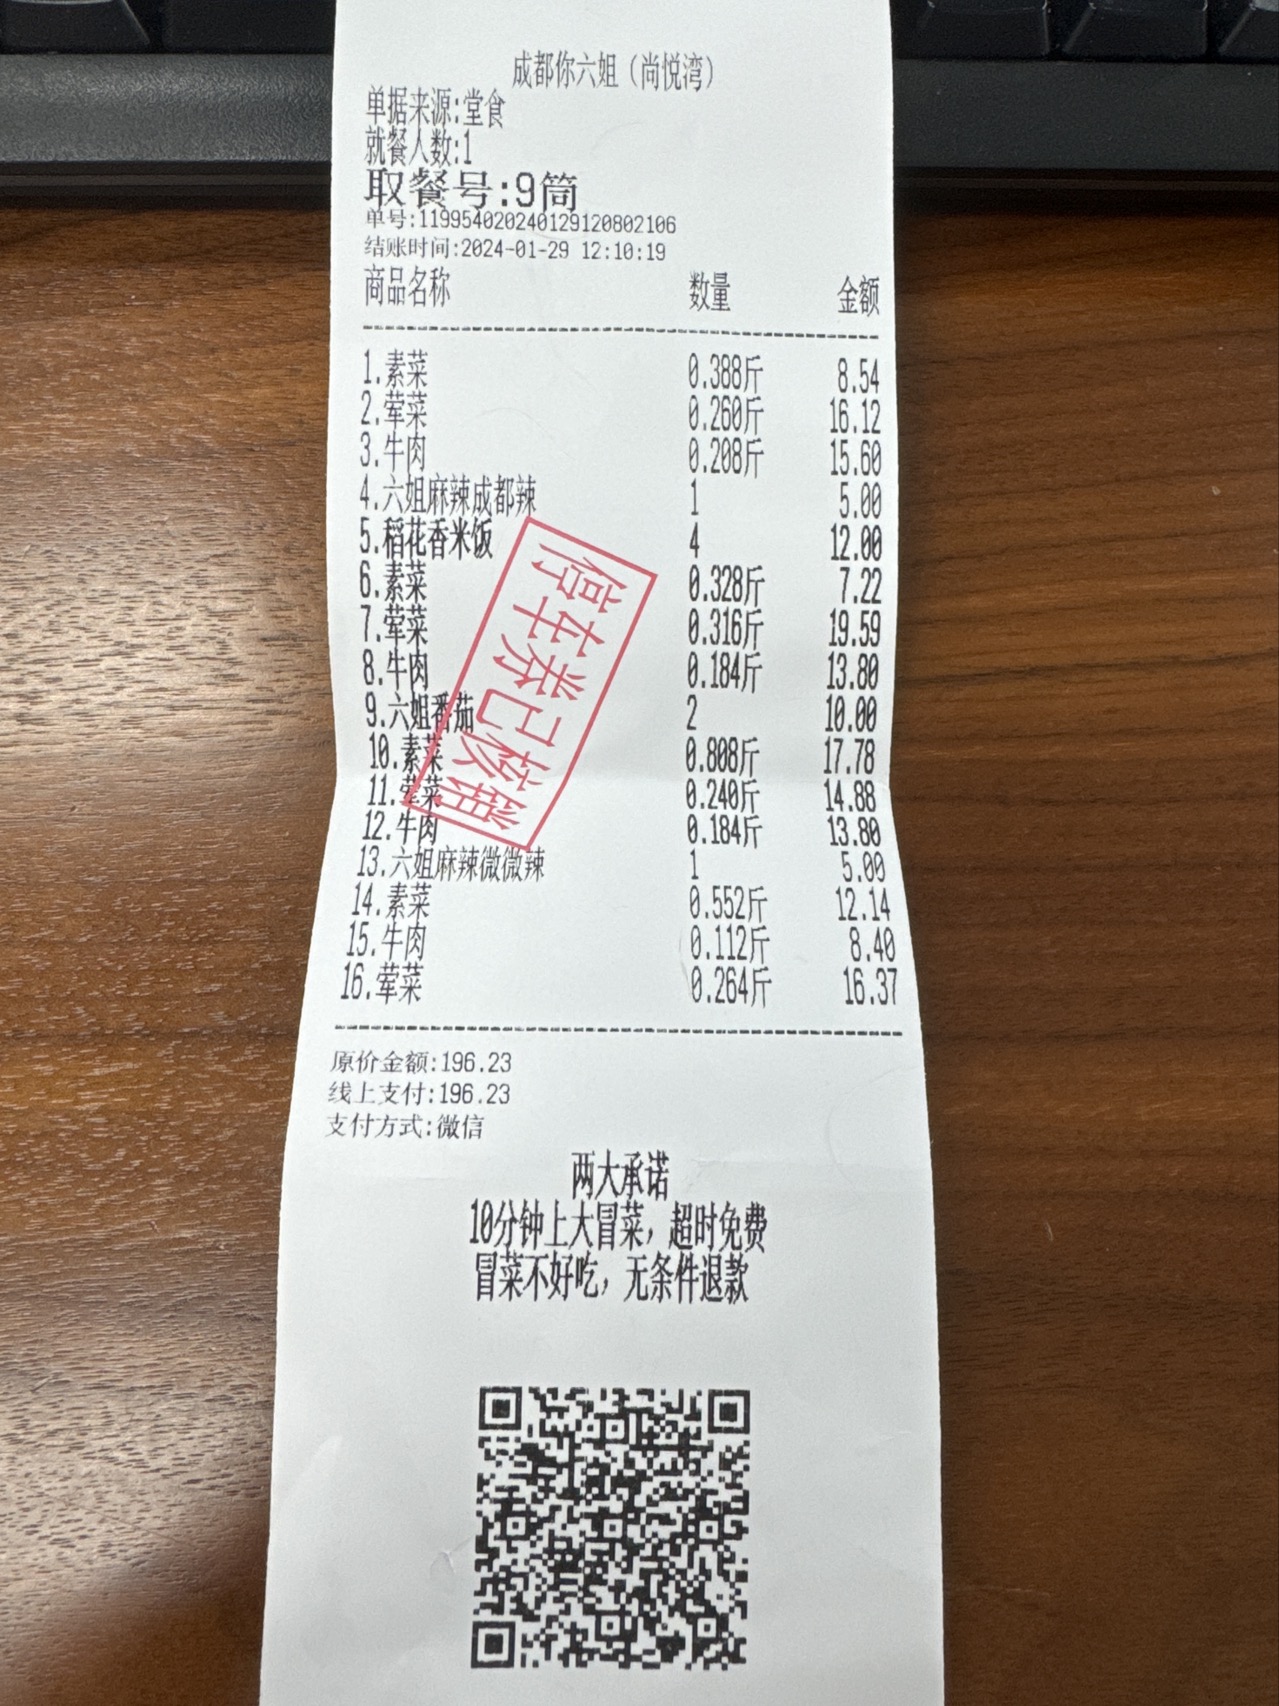 成都你六姐（尚悦湾）
单据来源:堂食
就餐人数:1
取餐号:9筒
单号:119954020240129120802106
结账时间:2024-01-29 12:10:19
商品名称 数量 金额
1.素菜 0.388斤 8.54
2.荤菜 0.260斤 16.12
3.牛肉 0.208斤 15.60
4.六姐麻辣成都辣 1 5.00
5.稻花香米饭 4 12.00
6.素菜 0.328斤 7.22
7.荤菜 0.316斤 19.59
8.牛肉 0.184斤 13.80
9.六姐番茄 2 10.00
10.素菜 0.808斤 17.78
11.荤菜 0.240斤 14.88
12.牛肉 0.184斤 13.80
13.六姐麻辣微微辣 1 5.00
14.素菜 0.552斤 12.14
15.牛肉 0.112斤 8.40
16.荤菜 0.264斤 16.37
停车券已核销
原价金额:196.23
线上支付:196.23
支付方式:微信
两大承诺
10分钟上大冒菜，超时免费
冒菜不好吃，无条件退款